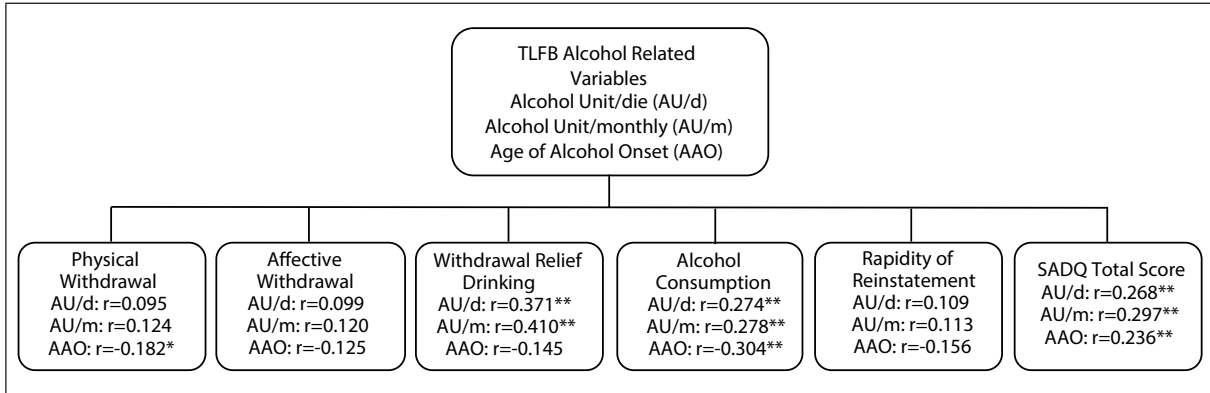 TLFB Alcohol Related
Variables
Alcohol Unit/die (AU/d)
Alcohol Unit/monthly (AU/m)
Age of Alcohol Onset (AAO)
Physical
Withdrawal
AU/d: r=0.095
AU/m: r=0.124
AAO: r=-0.182*
Affective
Withdrawal
AU/d: r=0.099
AU/m: r=0.120
AAO: r=-0.125
Withdrawal Relief
Drinking
AU/d: r=0.371**
AU/m: r=0.410**
AAO: r=-0.145
Alcohol
Consumption
AU/d: r=0.274**
AU/m: r=0.278**
AAO: r=-0.304**
Rapidity of
Reinstatement
AU/d: r=0.109
AU/m: r=0.113
AAO: r=-0.156
SADQ Total Score
AU/d: r=0.268**
AU/m: r=0.297**
AAO: r=0.236**